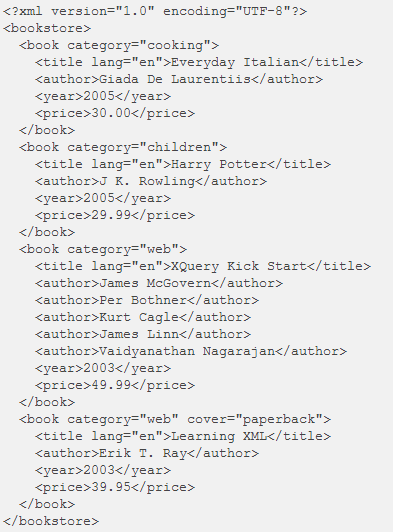 <?xml version="1.0" encoding="UTF-8"?>
<bookstore>
  <book category="cooking">
    <title lang="en">Everyday Italian</title>
    <author>Giada De Laurentiis</author>
    <year>2005</year>
    <price>30.00</price>
  </book>
  <book category="children">
    <title lang="en">Harry Potter</title>
    <author>J K. Rowling</author>
    <year>2005</year>
    <price>29.99</price>
  </book>
  <book category="web">
    <title lang="en">XQuery Kick Start</title>
    <author>James McGovern</author>
    <author>Per Bothner</author>
    <author>Kurt Cagle</author>
    <author>James Linn</author>
    <author>Vaidyanathan Nagarajan</author>
    <year>2003</year>
    <price>49.99</price>
  </book>
  <book category="web" cover="paperback">
    <title lang="en">Learning XML</title>
    <author>Erik T. Ray</author>
    <year>2003</year>
    <price>39.95</price>
  </book>
</bookstore>